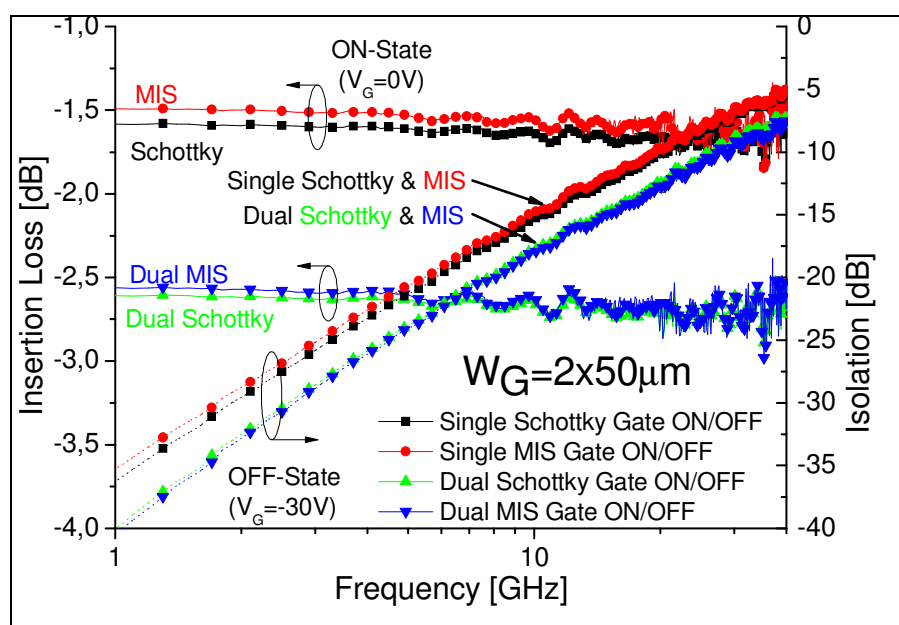 -1,0
-1,5
-2,0
-2,5
-3,0
-3,5
-4,0
Insertion Loss [dB]
0
-5
-10
-15
-20
-25
-30
-35
-40
Isolation [dB]
ON-State
(V_G=0V)
MIS
Schottky
Single Schottky & MIS
Dual Schottky & MIS
Dual MIS
Dual Schottky
W_G=2x50μm
Single Schottky Gate ON/OFF
Single MIS Gate ON/OFF
Dual Schottky Gate ON/OFF
Dual MIS Gate ON/OFF
OFF-State
(V_G=-30V)
1
10
Frequency [GHz]